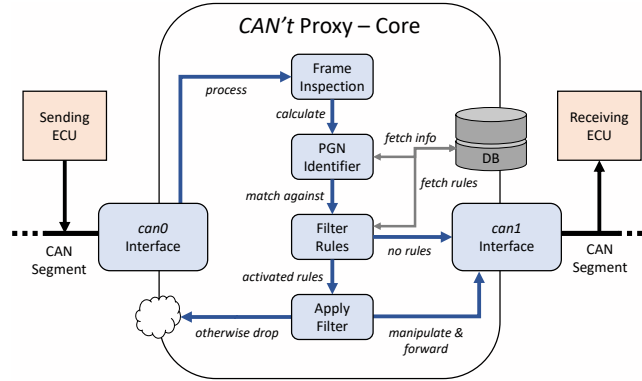 CAN't Proxy – Core
Frame
Inspection
process
calculate
Sending
ECU
Receiving
ECU
PGN
Identifier
fetch info
DB
fetch rules
match against
can0
Interface
Filter
Rules
no rules
can1
Interface
CAN
Segment
CAN
Segment
activated rules
Apply
Filter
otherwise drop
manipulate &
forward